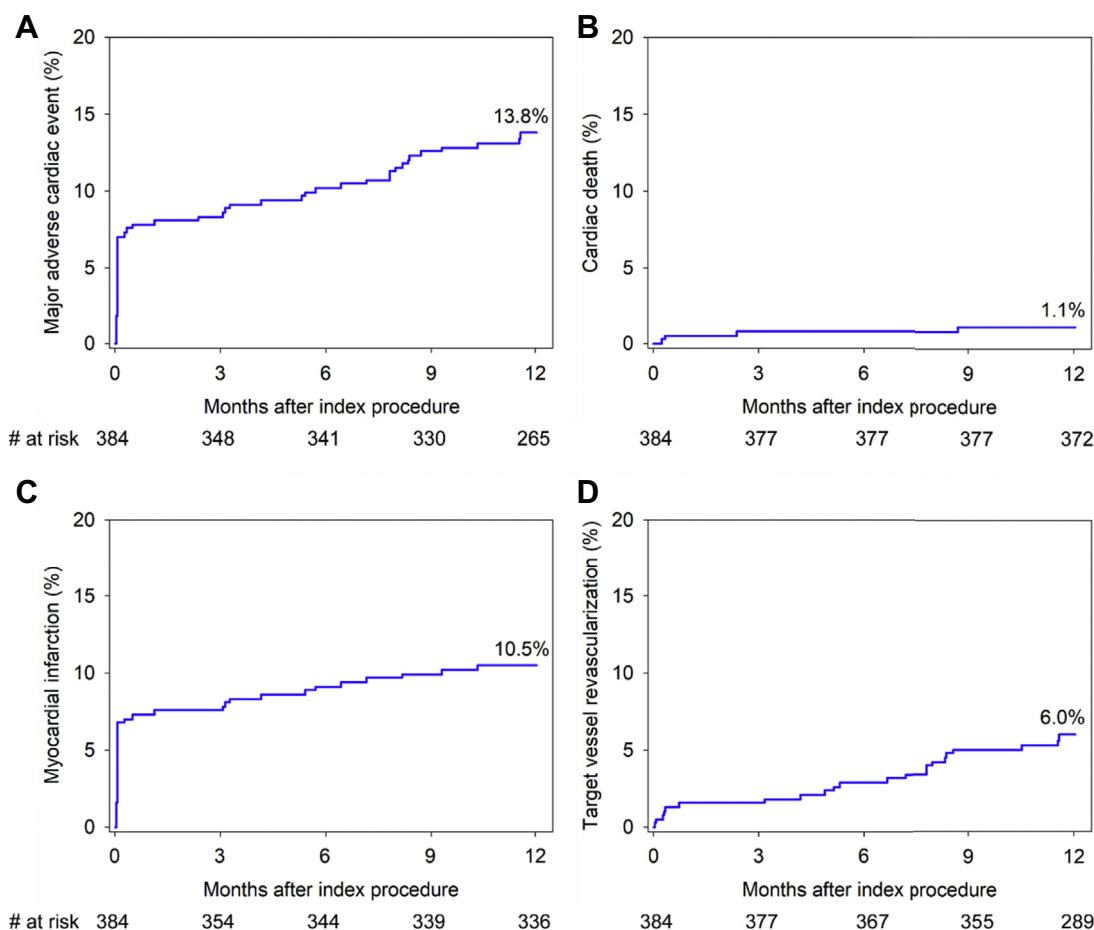 A
Major adverse cardiac event (%)
20
15
10
5
0
13.8%
0 3 6 9 12
Months after index procedure
# at risk 384 348 341 330 265
B
Cardiac death (%)
20
15
10
5
0
1.1%
0 3 6 9 12
Months after index procedure
384 377 377 377 372
C
Myocardial infarction (%)
20
15
10
5
0
10.5%
0 3 6 9 12
Months after index procedure
# at risk 384 354 344 339 336
D
Target vessel revascularization (%)
20
15
10
5
0
6.0%
0 3 6 9 12
Months after index procedure
384 377 367 355 289